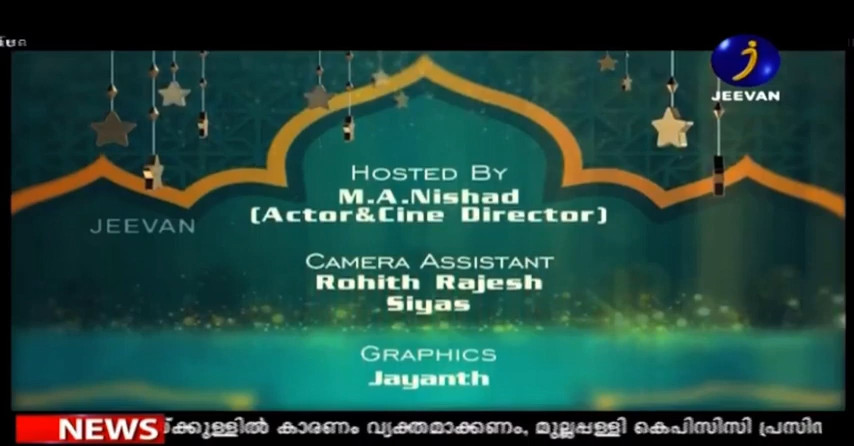 JEEVAN
HOSTED BY
M.A.Nishad
(Actor&Cine Director)
JEEVAN
CAMERA ASSISTANT
Rohith Rajesh
Siyas
GRAPHICS
Jayanth
NEWS
കാരണം വ്യക്തമാക്കണം, മുല്ലപ്പള്ളി കെപിസിസി